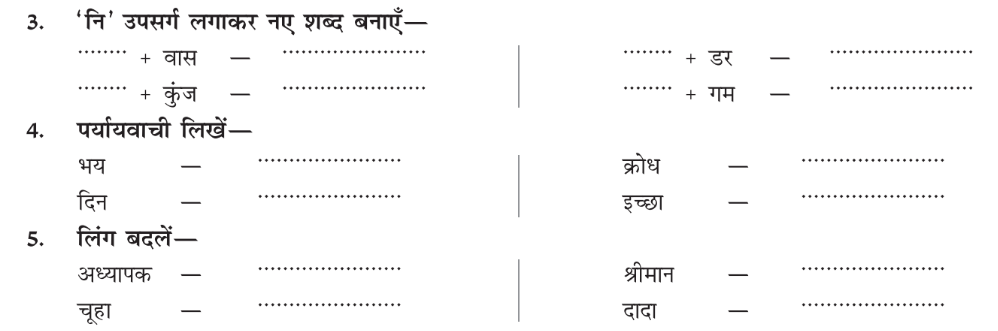 3. ‘नि’ उपसर्ग लगाकर नए शब्द बनाएँ—
........ + वास — ........................ ........ + डर — ........................
........ + कुंज — ........................ ........ + गम — ........................
4. पर्यायवाची लिखें—
भय — ........................ क्रोध — ........................
दिन — ........................ इच्छा — ........................
5. लिंग बदलें—
अध्यापक — ........................ श्रीमान — ........................
चूहा — ........................ दादा — ........................